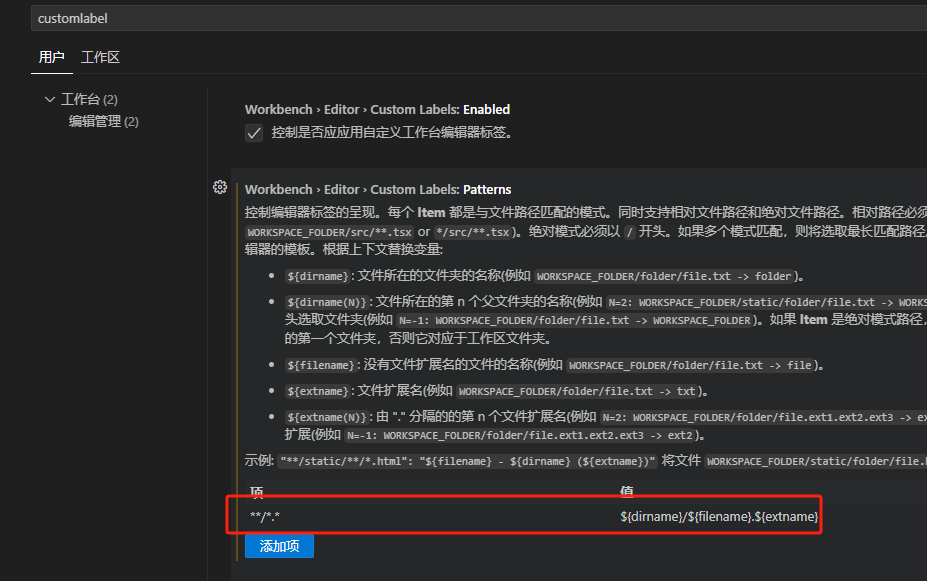 customlabel
用户 工作区
工作台 (2)
编辑管理 (2)
Workbench › Editor › Custom Labels: Enabled
控制是否应应用自定义工作台编辑器标签。
Workbench › Editor › Custom Labels: Patterns
控制编辑器标签的呈现。每个 Item 都是与文件路径匹配的模式。同时支持相对文件路径和绝对文件路径。相对路径必须
WORKSPACE_FOLDER/src/**.tsx or */src/**.tsx)。绝对模式必须以 / 开头。如果多个模式匹配，则将选取最长匹配路径。
辑器的模板。根据上下文替换变量:
• ${dirname}: 文件所在的文件夹的名称(例如 WORKSPACE_FOLDER/folder/file.txt -> folder)。
• ${dirname(N)}: 文件所在的第 n 个父文件夹的名称(例如 N=2: WORKSPACE_FOLDER/static/folder/file.txt -> WORKS
头选取文件夹(例如 N=-1: WORKSPACE_FOLDER/folder/file.txt -> WORKSPACE_FOLDER)。如果 Item 是绝对模式路径，
的第一个文件夹，否则它对应于工作区文件夹。
• ${filename}: 没有文件扩展名的文件的名称(例如 WORKSPACE_FOLDER/folder/file.txt -> file)。
• ${extname}: 文件扩展名(例如 WORKSPACE_FOLDER/folder/file.txt -> txt)。
• ${extname(N)}: 由 "." 分隔的的第 n 个文件扩展名(例如 N=2: WORKSPACE_FOLDER/folder/file.ext1.ext2.ext3 -> ex
扩展(例如 N=-1: WORKSPACE_FOLDER/folder/file.ext1.ext2.ext3 -> ext2)。
示例: "**/static/**/*.html": "${filename} - ${dirname} (${extname})" 将文件 WORKSPACE_FOLDER/static/folder/file.h
项 值
**/*.* ${dirname}/${filename}.${extname}
添加项